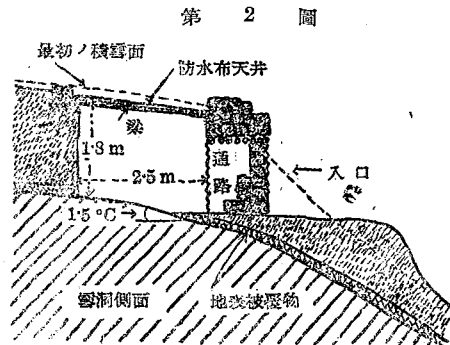 第 2 圖
最初ノ積雪面
防水布天井
梁
1·8 m
通路
2·5 m
入口
1·5 °C
雪洞側面
地表被覆物